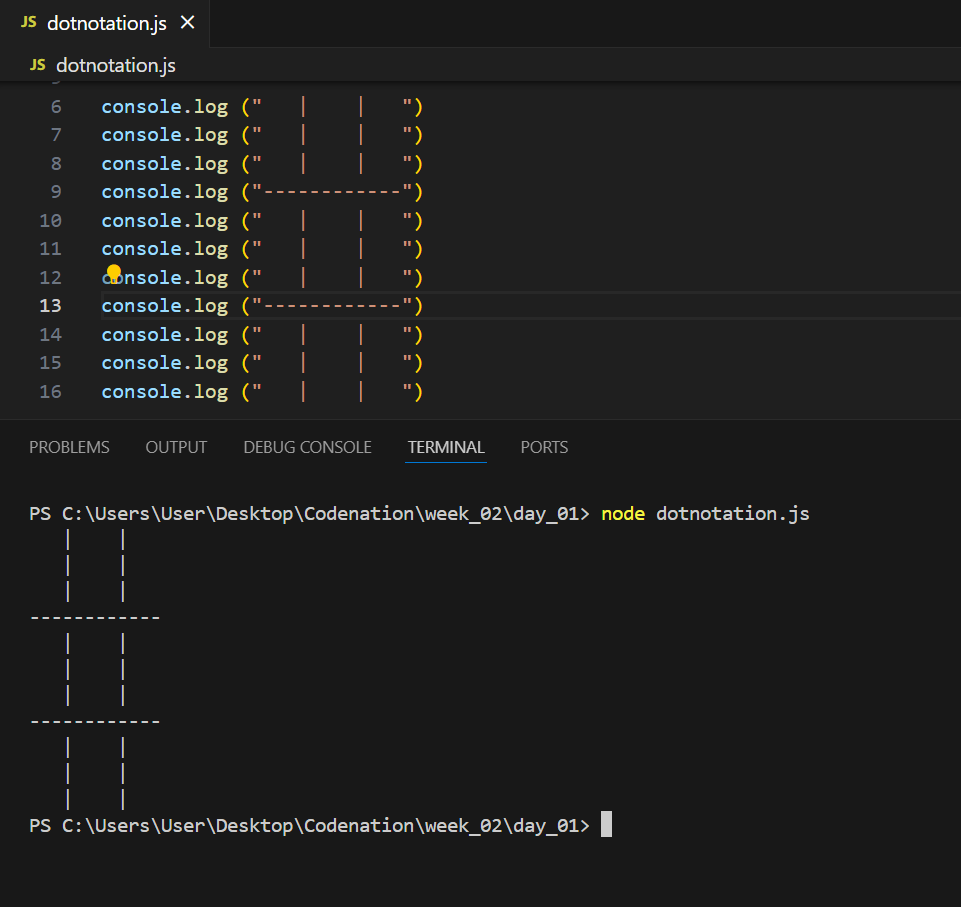 JS dotnotation.js ×
JS dotnotation.js
6 console.log ("   |    |   ")
7 console.log ("   |    |   ")
8 console.log ("   |    |   ")
9 console.log ("------------")
10 console.log ("   |    |   ")
11 console.log ("   |    |   ")
12 console.log ("   |    |   ")
13 console.log ("------------")
14 console.log ("   |    |   ")
15 console.log ("   |    |   ")
16 console.log ("   |    |   ")
PROBLEMS OUTPUT DEBUG CONSOLE TERMINAL PORTS
PS C:\Users\User\Desktop\Codenation\week_02\day_01> node dotnotation.js
   |    |
   |    |
   |    |
------------
   |    |
   |    |
   |    |
------------
   |    |
   |    |
   |    |
PS C:\Users\User\Desktop\Codenation\week_02\day_01>